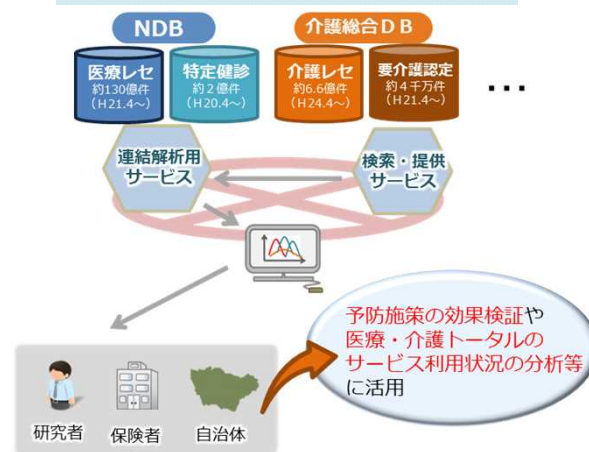 NDB
介護総合DB
医療レセ
約130億件
(H21.4~)
特定健診
約2億件
(H20.4~)
介護レセ
約6.6億件
(H24.4~)
要介護認定
約4千万件
(H21.4~)
...
連結解析用
サービス
検索・提供
サービス
予防施策の効果検証や
医療・介護トータルの
サービス利用状況の分析等
に活用
研究者
保険者
自治体